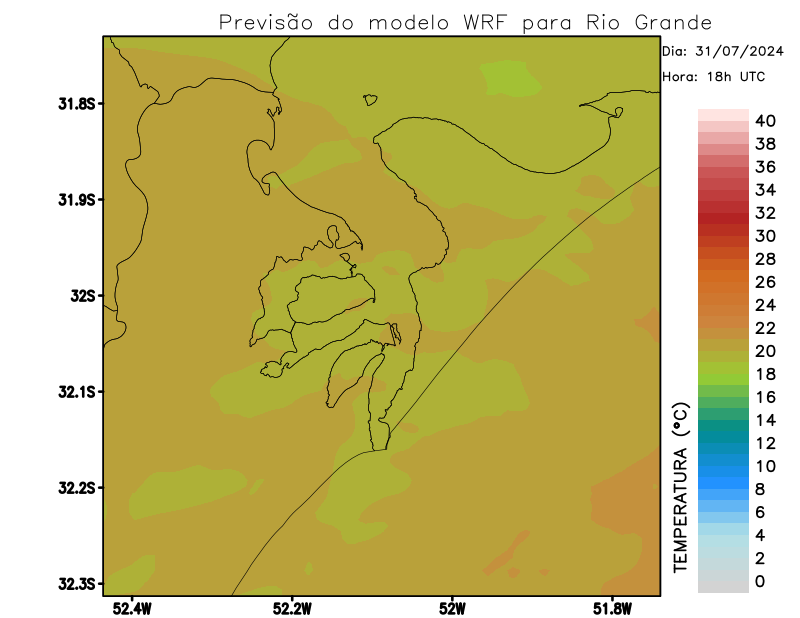 Previsão do modelo WRF para Rio Grande
Dia: 31/07/2024
Hora: 18h UTC
31.8S
31.9S
32S
32.1S
32.2S
32.3S
52.4W
52.2W
52W
51.8W
TEMPERATURA (°C)
40
38
36
34
32
30
28
26
24
22
20
18
16
14
12
10
8
6
4
2
0